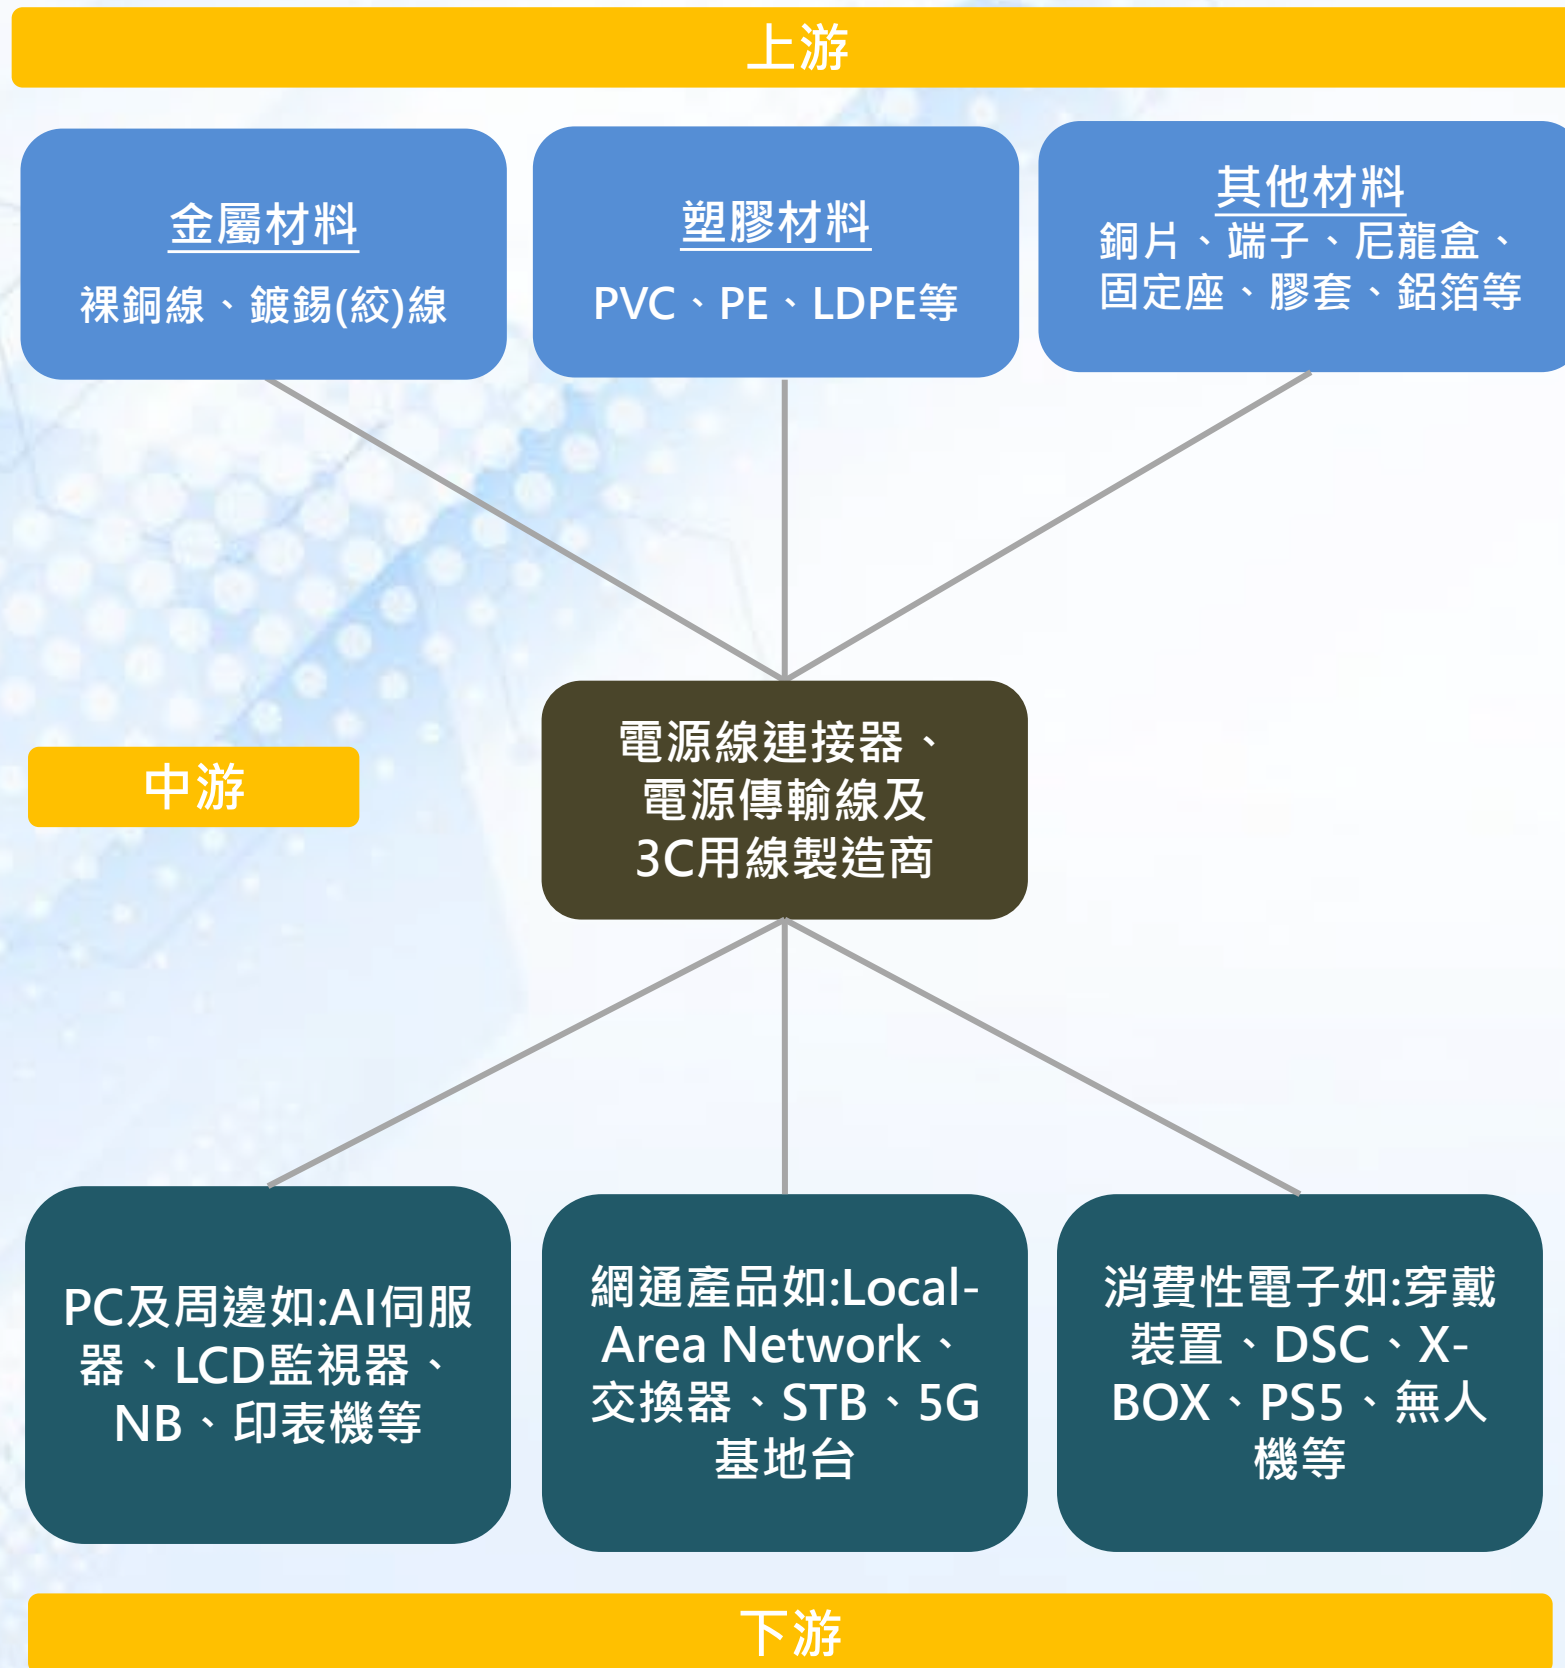 上游
金屬材料
裸銅線、鍍錫(絞)線
塑膠材料
PVC、PE、LDPE等
其他材料
銅片、端子、尼龍盒、
固定座、膠套、鋁箔等
中游
電源線連接器、
電源傳輸線及
3C用線製造商
PC及周邊如:AI伺服
器、LCD監視器、
NB、印表機等
網通產品如:Local-
Area Network、
交換器、STB、5G
基地台
消費性電子如:穿戴
裝置、DSC、X-
BOX、PS5、無人
機等
下游